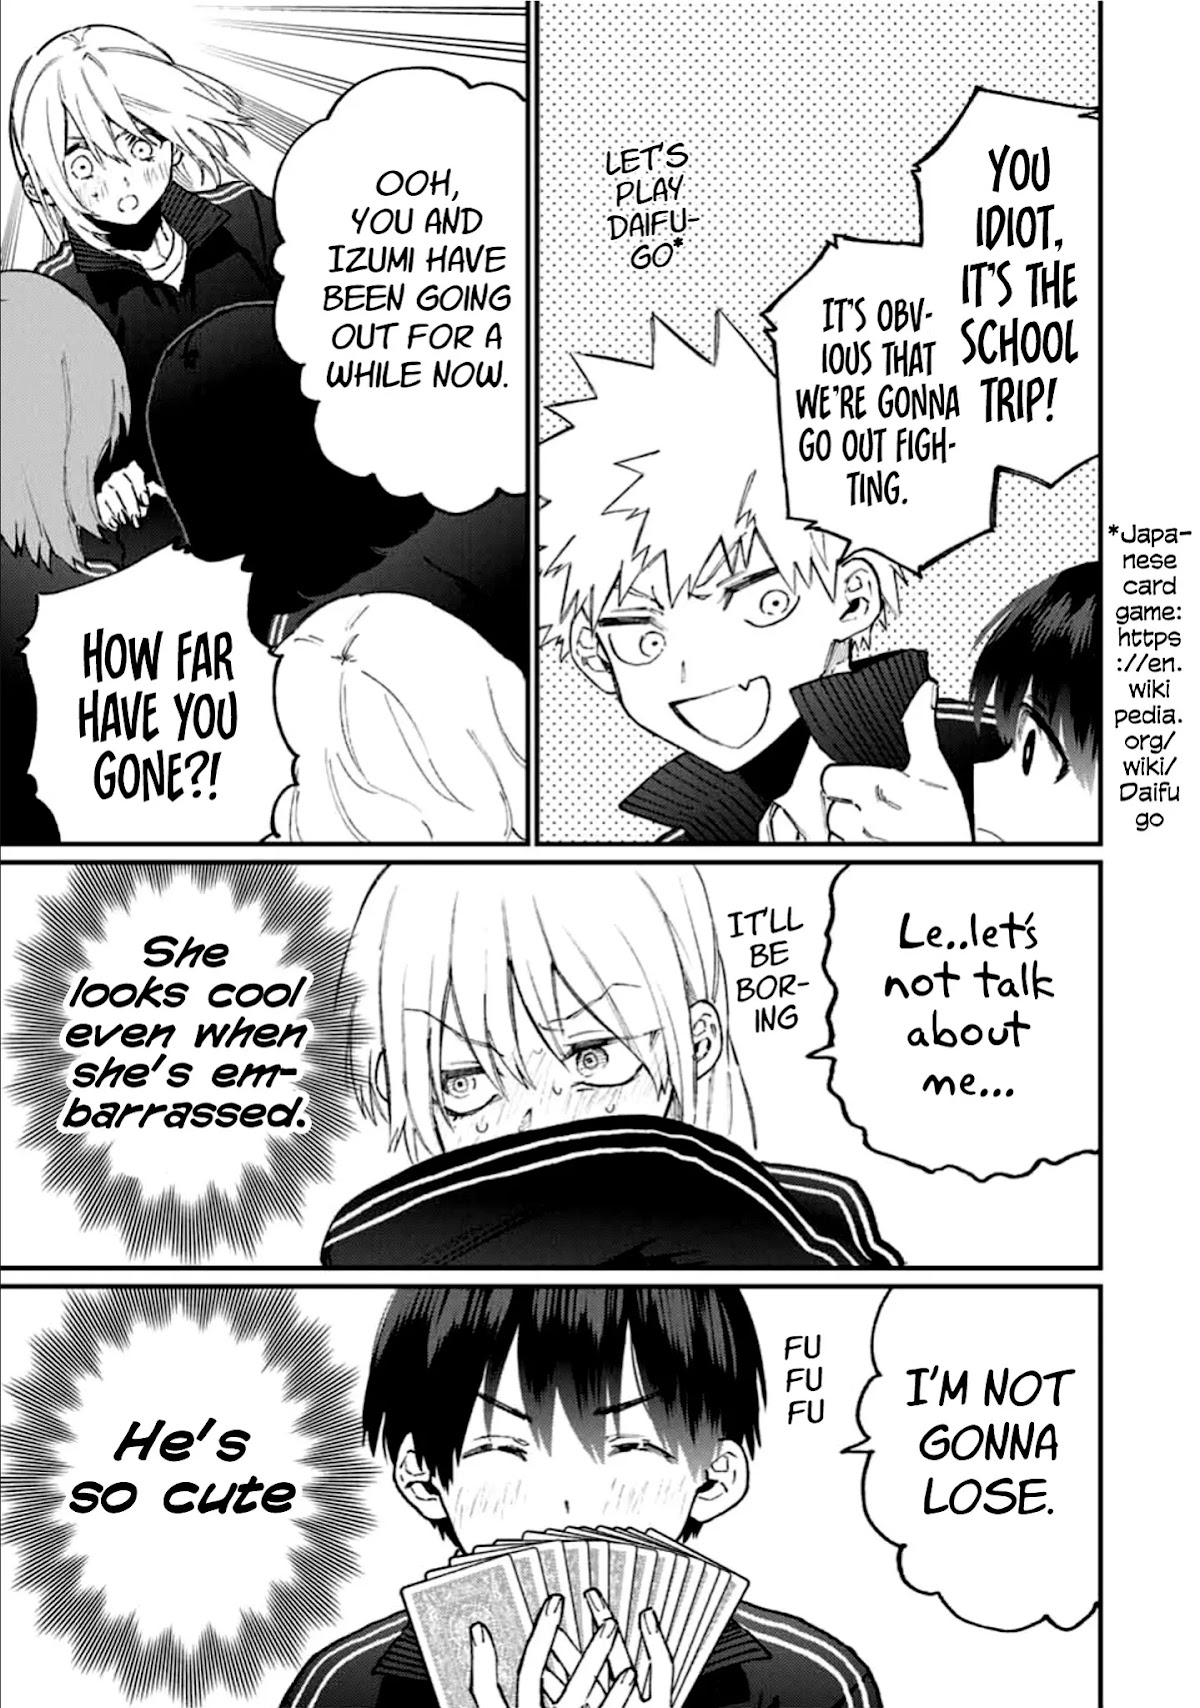 YOU
IDIOT,
IT'S THE
SCHOOL
TRIP!
IT'S OBV-
IOUS THAT
WE'RE GONNA
GO OUT FIGH-
TING.
LET'S
PLAY
DAIFU-
GO*
*Japa-
nese
card
game:
https
://en.
wiki
pedia.
org/
wiki/
Daifu
go
OOH,
YOU AND
IZUMI HAVE
BEEN GOING
OUT FOR A
WHILE NOW.
HOW FAR
HAVE YOU
GONE?!
Le..let's
not talk
about
me...
IT'LL
BE
BOR-
ING
She
looks cool
even when
she's em-
barrassed.
I'M NOT
GONNA
LOSE.
FU
FU
FU
He's
so cute